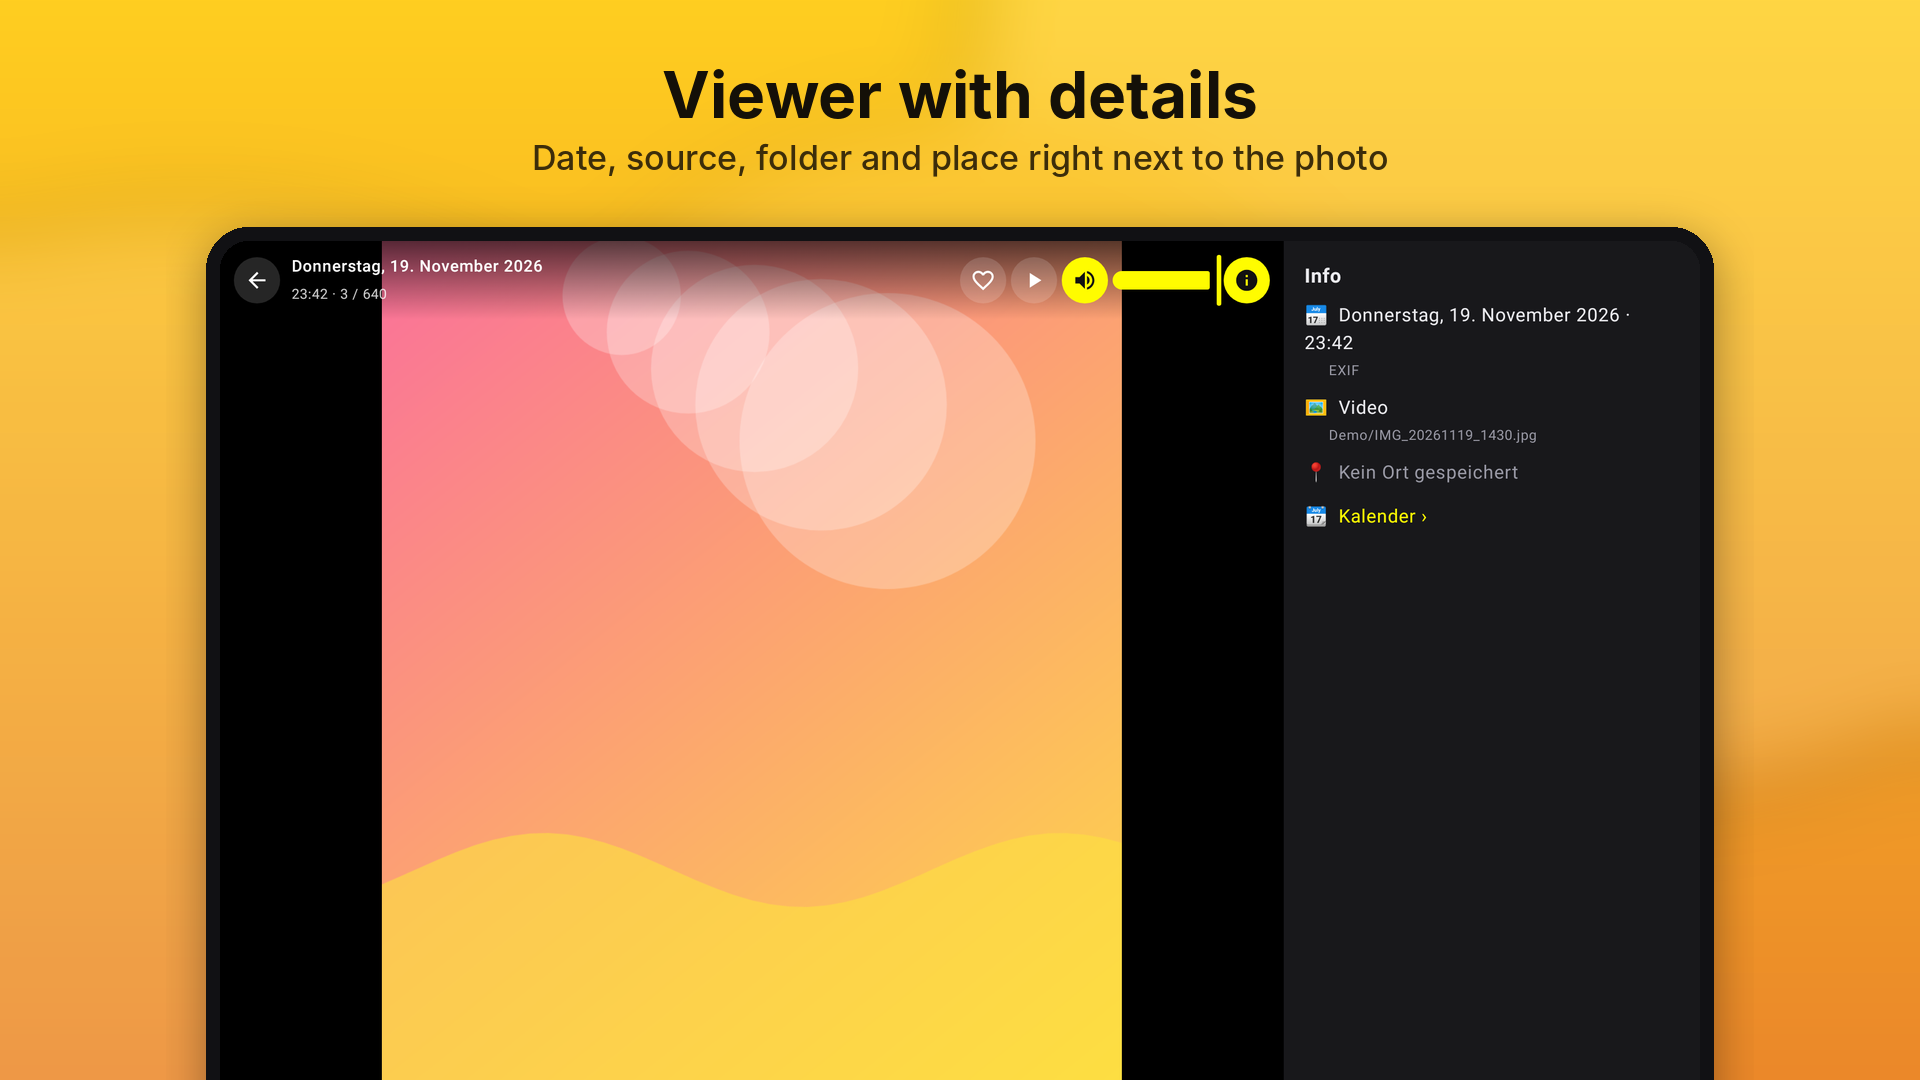 Viewer with details
Date, source, folder and place right next to the photo
Donnerstag, 19. November 2026
23:42 · 3 / 640
Info
Donnerstag, 19. November 2026 ·
23:42
EXIF
Video
Demo/IMG_20261119_1430.jpg
Kein Ort gespeichert
Kalender ›